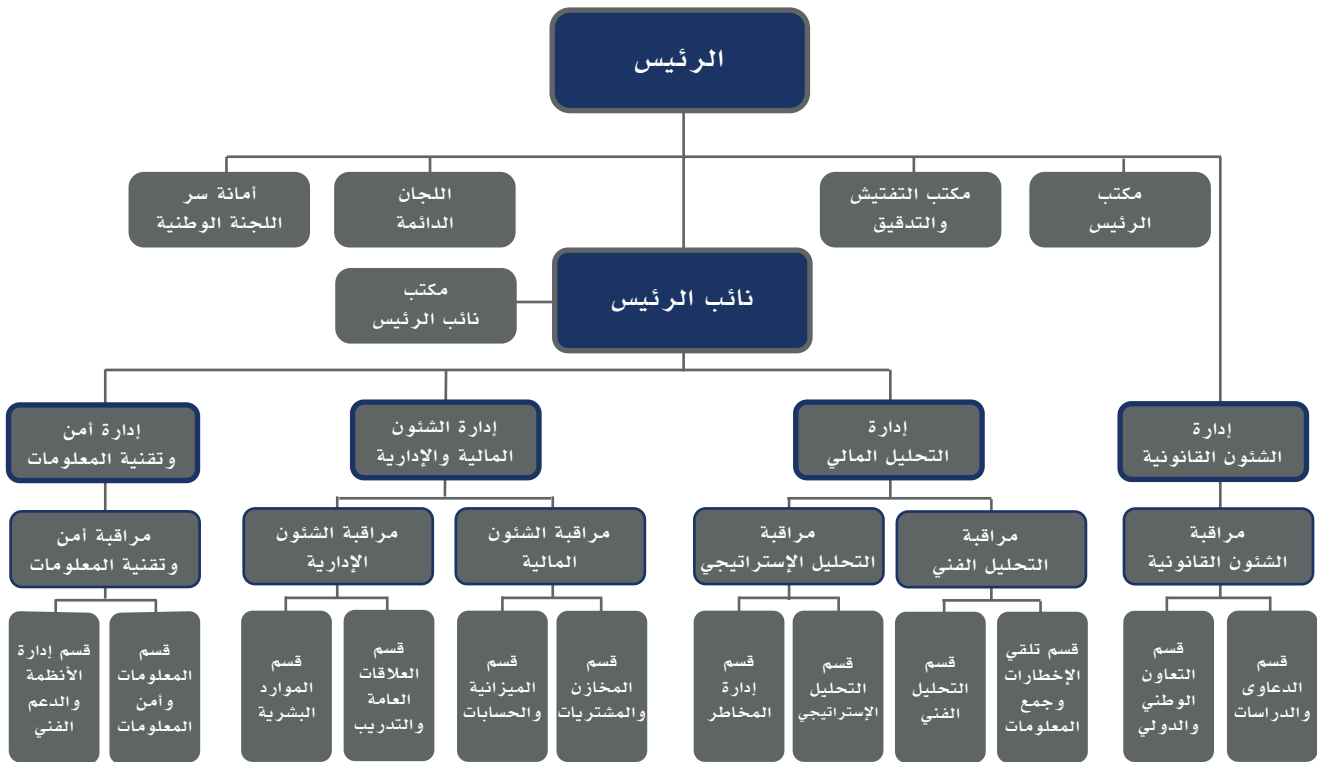 الرئيس
مكتب
الرئيس
مكتب التفتيش
والتدقيق
اللجان
الدائمة
أمانة سر
اللجنة الوطنية
نائب الرئيس
مكتب
نائب الرئيس
إدارة
الشئون القانونية
إدارة
التحليل المالي
إدارة الشئون
المالية والإدارية
إدارة أمن
وتقنية المعلومات
مراقبة
الشئون القانونية
مراقبة
التحليل الفني
مراقبة
التحليل الإستراتيجي
مراقبة الشئون
المالية
مراقبة الشئون
الإدارية
مراقبة أمن
وتقنية المعلومات
قسم
الدعاوى
والدراسات
قسم
التعاون
الوطني
والدولي
قسم تلقي
الإخطارات
وجمع
المعلومات
قسم
التحليل
الفني
قسم
التحليل
الإستراتيجي
قسم
إدارة
المخاطر
قسم
المخازن
والمشتريات
قسم
الميزانية
والحسابات
قسم
العلاقات
العامة
والتدريب
قسم
الموارد
البشرية
قسم
المعلومات
وأمن
المعلومات
قسم إدارة
الأنظمة
والدعم
الفني